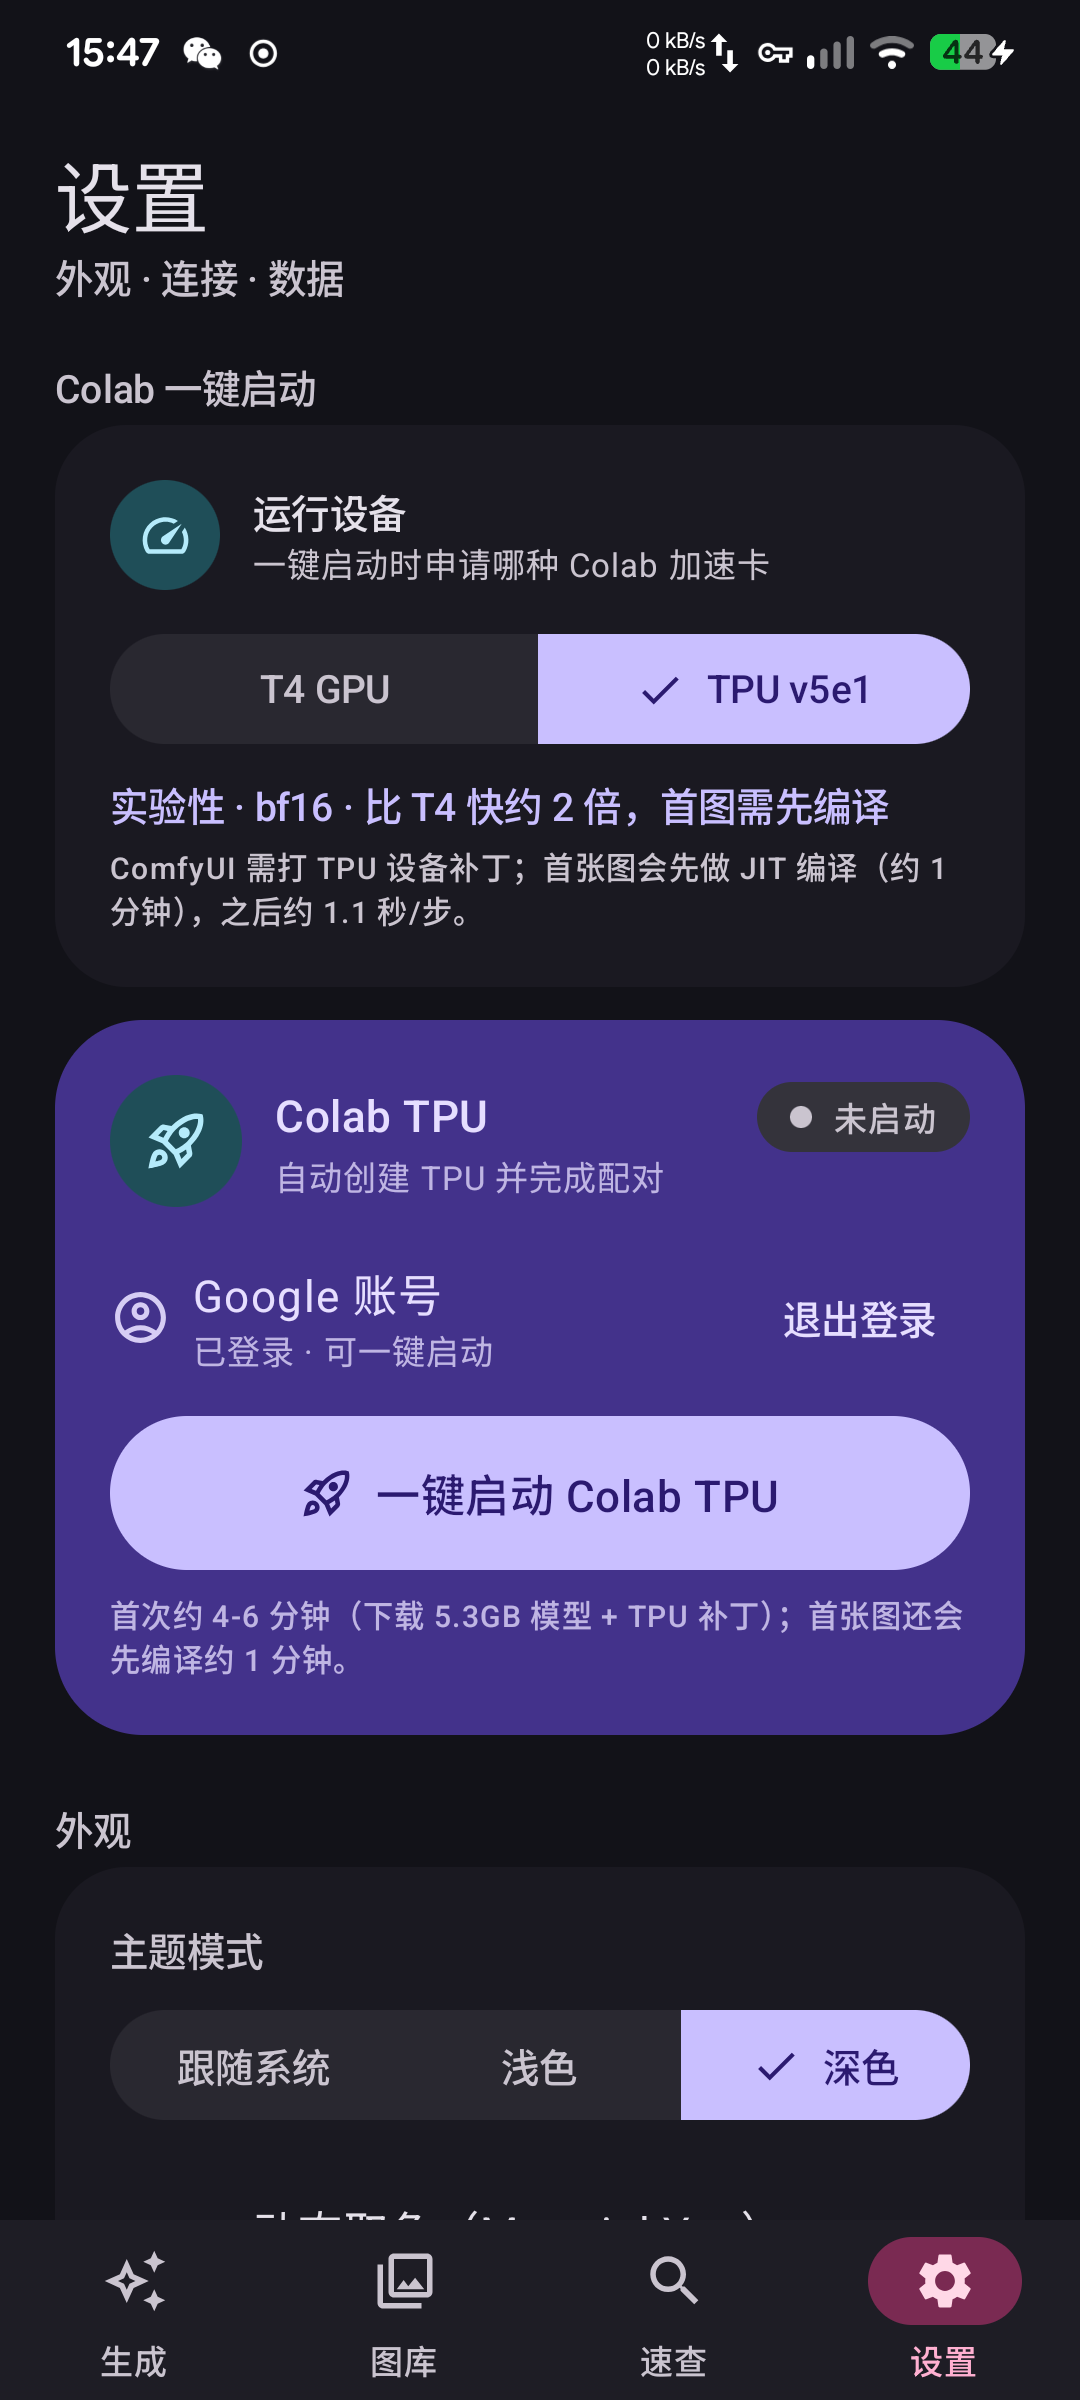 15:47
0 kB/s
0 kB/s
44
设置
外观 · 连接 · 数据
Colab 一键启动
运行设备
一键启动时申请哪种 Colab 加速卡
T4 GPU
TPU v5e1
实验性 · bf16 · 比 T4 快约 2 倍，首图需先编译
ComfyUI 需打 TPU 设备补丁；首张图会先做 JIT 编译（约 1
分钟），之后约 1.1 秒/步。
Colab TPU
未启动
自动创建 TPU 并完成配对
Google 账号
已登录 · 可一键启动
退出登录
一键启动 Colab TPU
首次约 4-6 分钟（下载 5.3GB 模型 + TPU 补丁）；首张图还会
先编译约 1 分钟。
外观
主题模式
跟随系统
浅色
深色
生成
图库
速查
设置